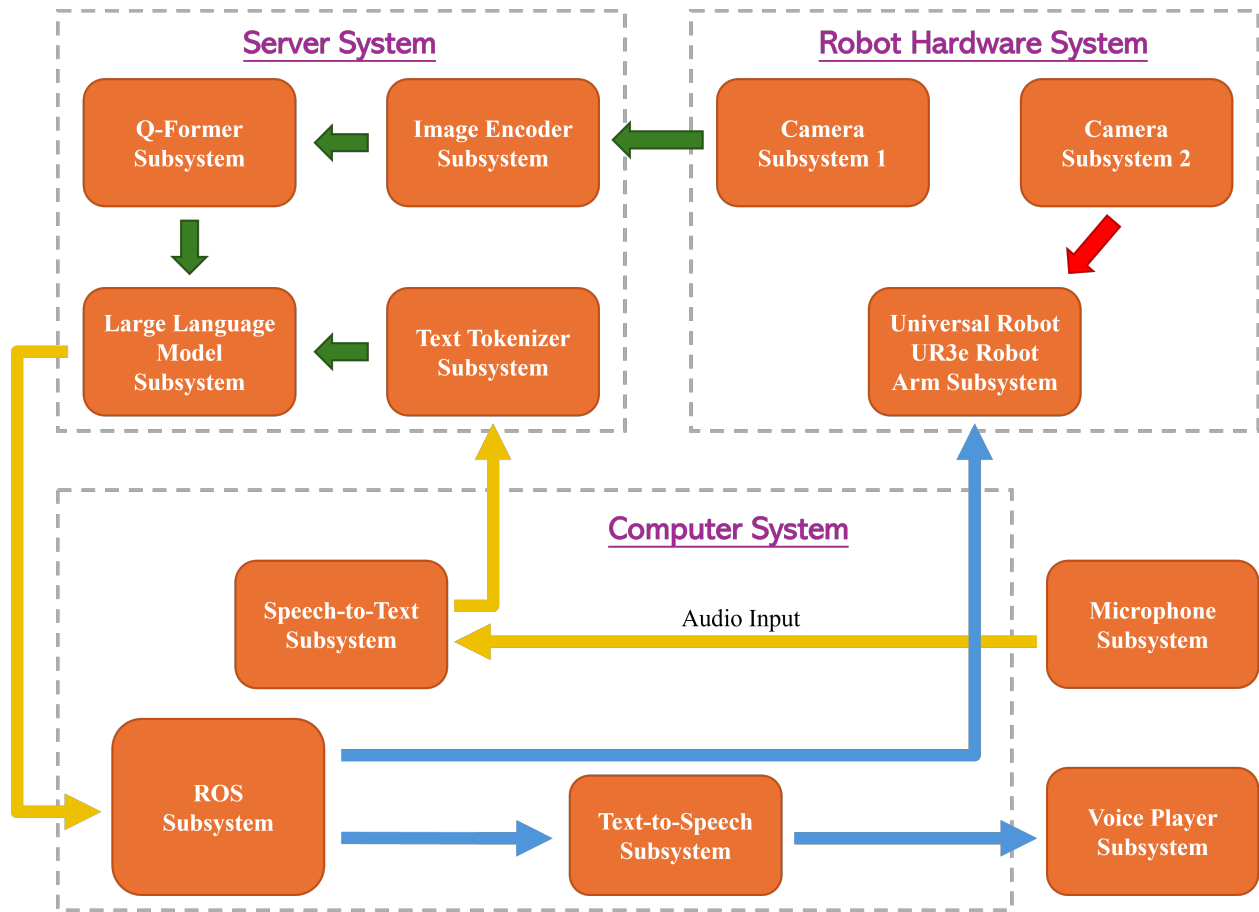 Server System
Q-Former
Subsystem
Image Encoder
Subsystem
Large Language
Model
Subsystem
Text Tokenizer
Subsystem
Robot Hardware System
Camera
Subsystem 1
Camera
Subsystem 2
Universal Robot
UR3e Robot
Arm Subsystem
Computer System
Speech-to-Text
Subsystem
Audio Input
Microphone
Subsystem
ROS
Subsystem
Text-to-Speech
Subsystem
Voice Player
Subsystem